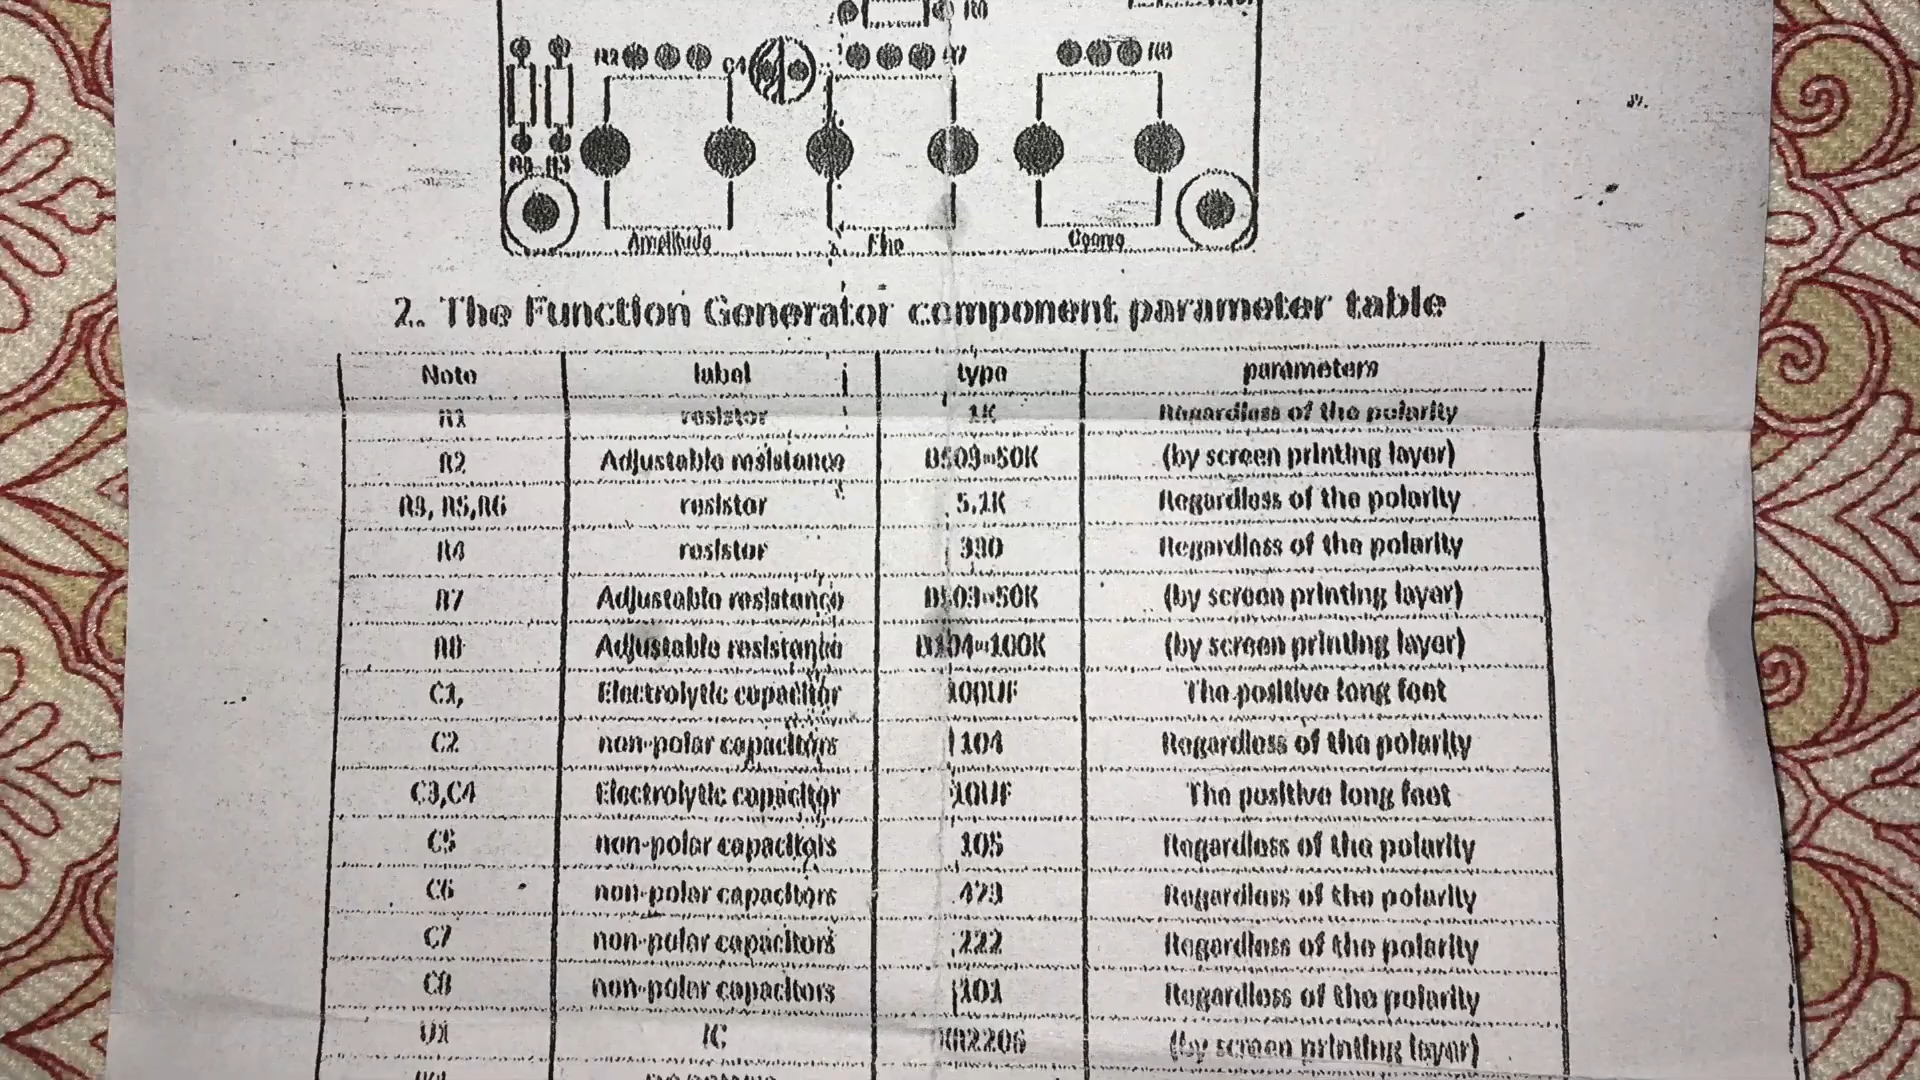 R2 C4 R7 R8
Amplitude Fine Coarse
2. The Function Generator component parameter table
Note label type parameters
R1 resistor 1K Regardless of the polarity
R2 Adjustable resistance B503=50K (by screen printing layer)
R3, R5,R6 resistor 5.1K Regardless of the polarity
R4 resistor 330 Regardless of the polarity
R7 Adjustable resistance B503=50K (by screen printing layer)
R8 Adjustable resistance B104=100K (by screen printing layer)
C1, Electrolytic capacitor 100UF The positive long foot
C2 non-polar capacitors 104 Regardless of the polarity
C3,C4 Electrolytic capacitor 10UF The positive long foot
C5 non-polar capacitors 105 Regardless of the polarity
C6 non-polar capacitors 473 Regardless of the polarity
C7 non-polar capacitors 222 Regardless of the polarity
C8 non-polar capacitors 101 Regardless of the polarity
U1 IC XR2206 (by screen printing layer)